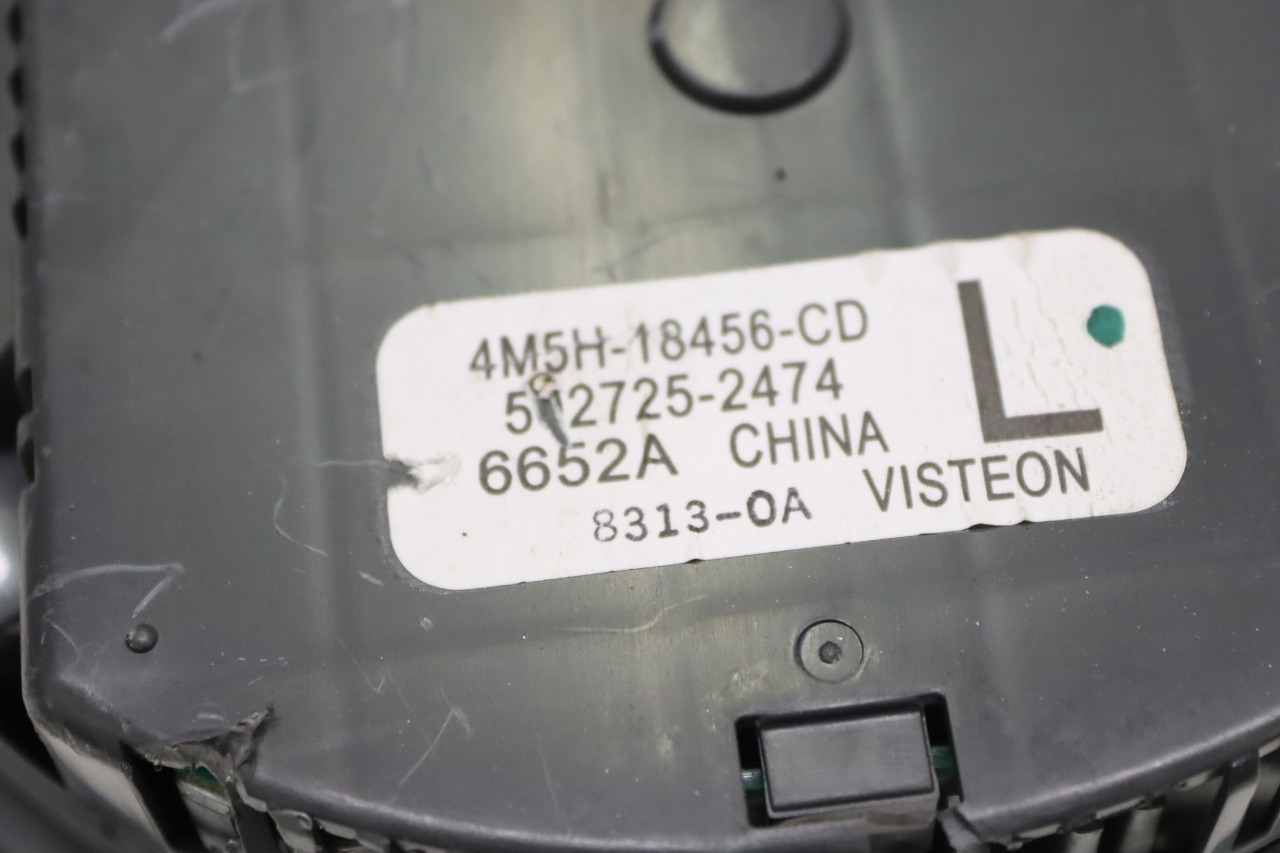 4M5H-18456-CD
L
6652A CHINA
8313-0A VISTEON